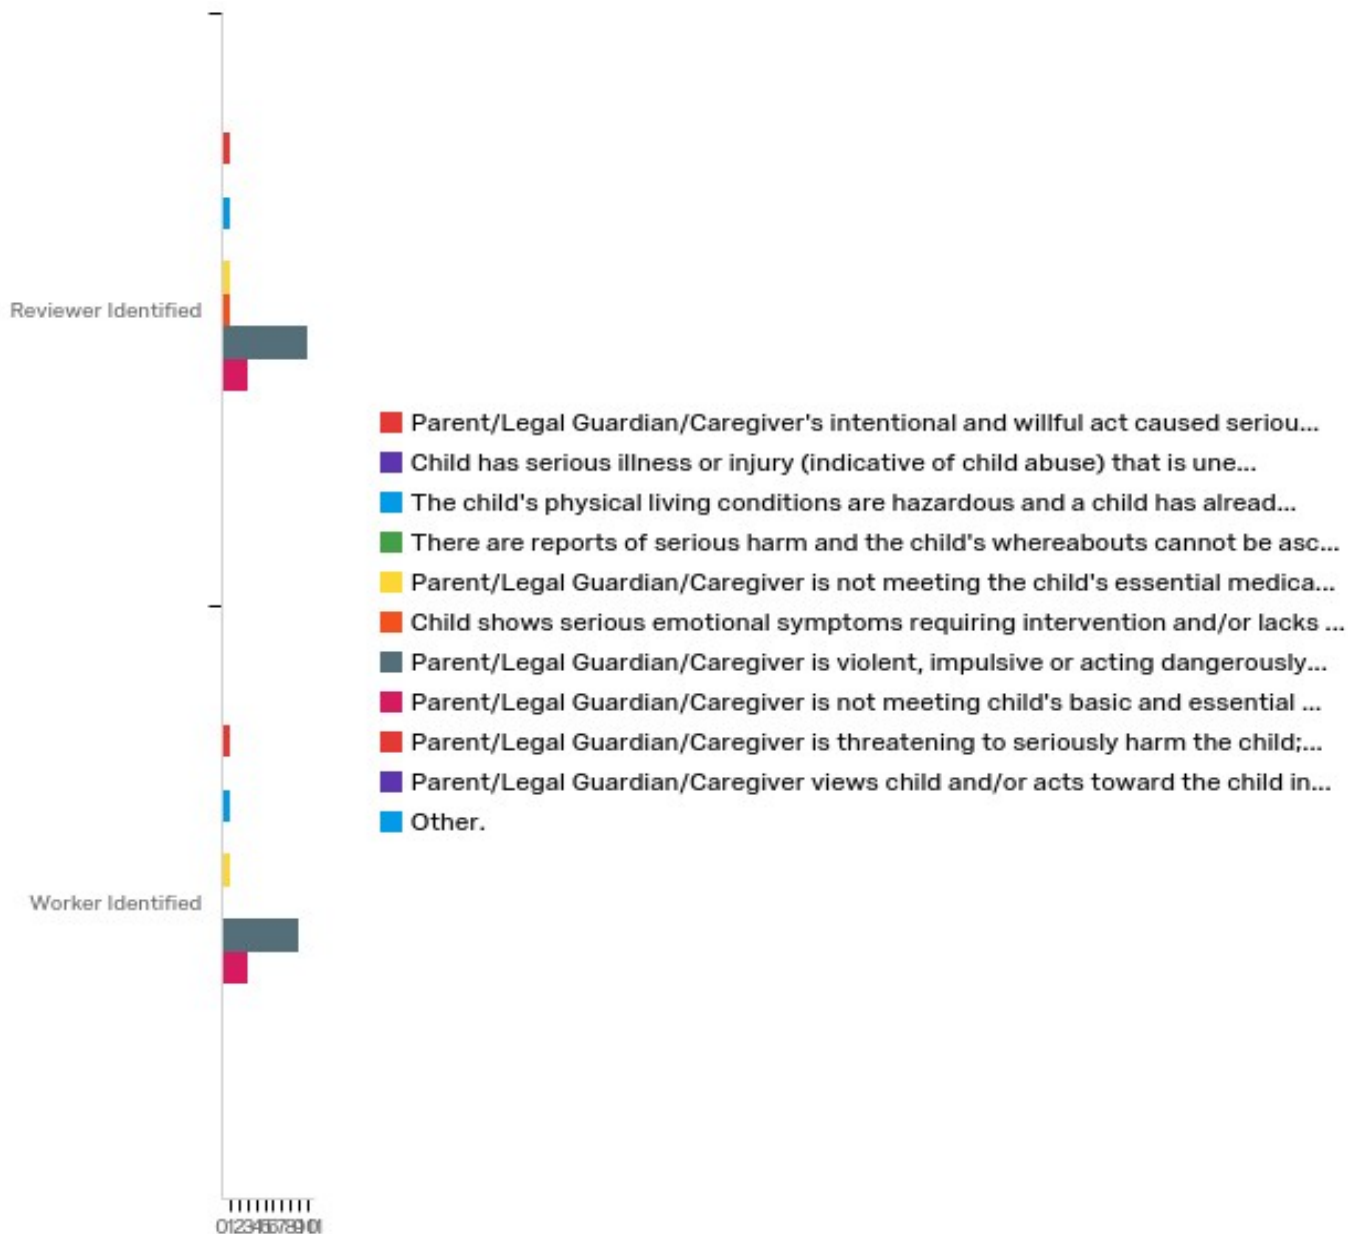 Reviewer Identified
Parent/Legal Guardian/Caregiver's intentional and willful act caused seriou...
Child has serious illness or injury (indicative of child abuse) that is une...
The child's physical living conditions are hazardous and a child has alread...
There are reports of serious harm and the child's whereabouts cannot be asc...
Parent/Legal Guardian/Caregiver is not meeting the child's essential medica...
Child shows serious emotional symptoms requiring intervention and/or lacks ...
Parent/Legal Guardian/Caregiver is violent, impulsive or acting dangerously...
Parent/Legal Guardian/Caregiver is not meeting child's basic and essential ...
Parent/Legal Guardian/Caregiver is threatening to seriously harm the child;...
Parent/Legal Guardian/Caregiver views child and/or acts toward the child in...
Other.
Worker Identified